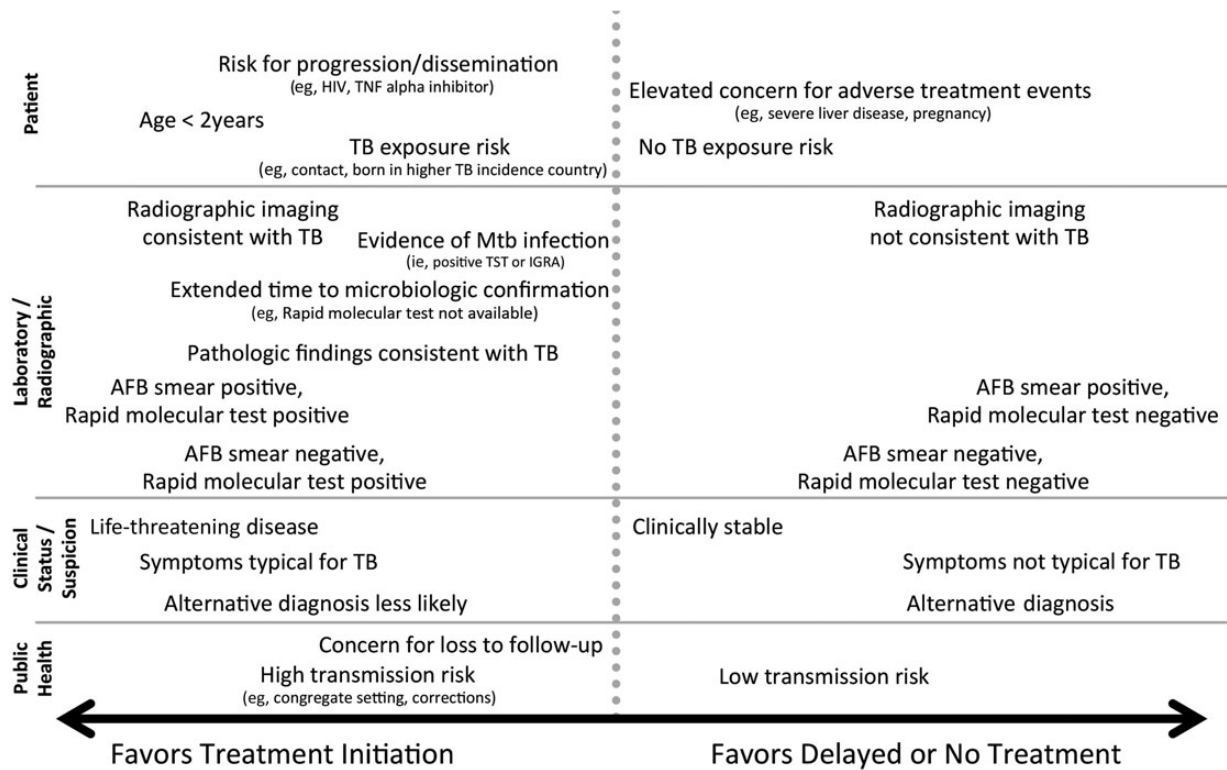 Patient
Risk for progression/dissemination
(eg, HIV, TNF alpha inhibitor)
Elevated concern for adverse treatment events
(eg, severe liver disease, pregnancy)
Age < 2years
TB exposure risk
(eg, contact, born in higher TB incidence country)
No TB exposure risk
Laboratory /
Radiographic
Radiographic imaging
consistent with TB
Radiographic imaging
not consistent with TB
Evidence of Mtb infection
(ie, positive TST or IGRA)
Extended time to microbiologic confirmation
(eg, Rapid molecular test not available)
Pathologic findings consistent with TB
AFB smear positive,
Rapid molecular test positive
AFB smear positive,
Rapid molecular test negative
AFB smear negative,
Rapid molecular test positive
AFB smear negative,
Rapid molecular test negative
Clinical
Status /
Suspicion
Life-threatening disease
Clinically stable
Symptoms typical for TB
Symptoms not typical for TB
Alternative diagnosis less likely
Alternative diagnosis
Public
Health
Concern for loss to follow-up
High transmission risk
(eg, congregate setting, corrections)
Low transmission risk
Favors Treatment Initiation
Favors Delayed or No Treatment